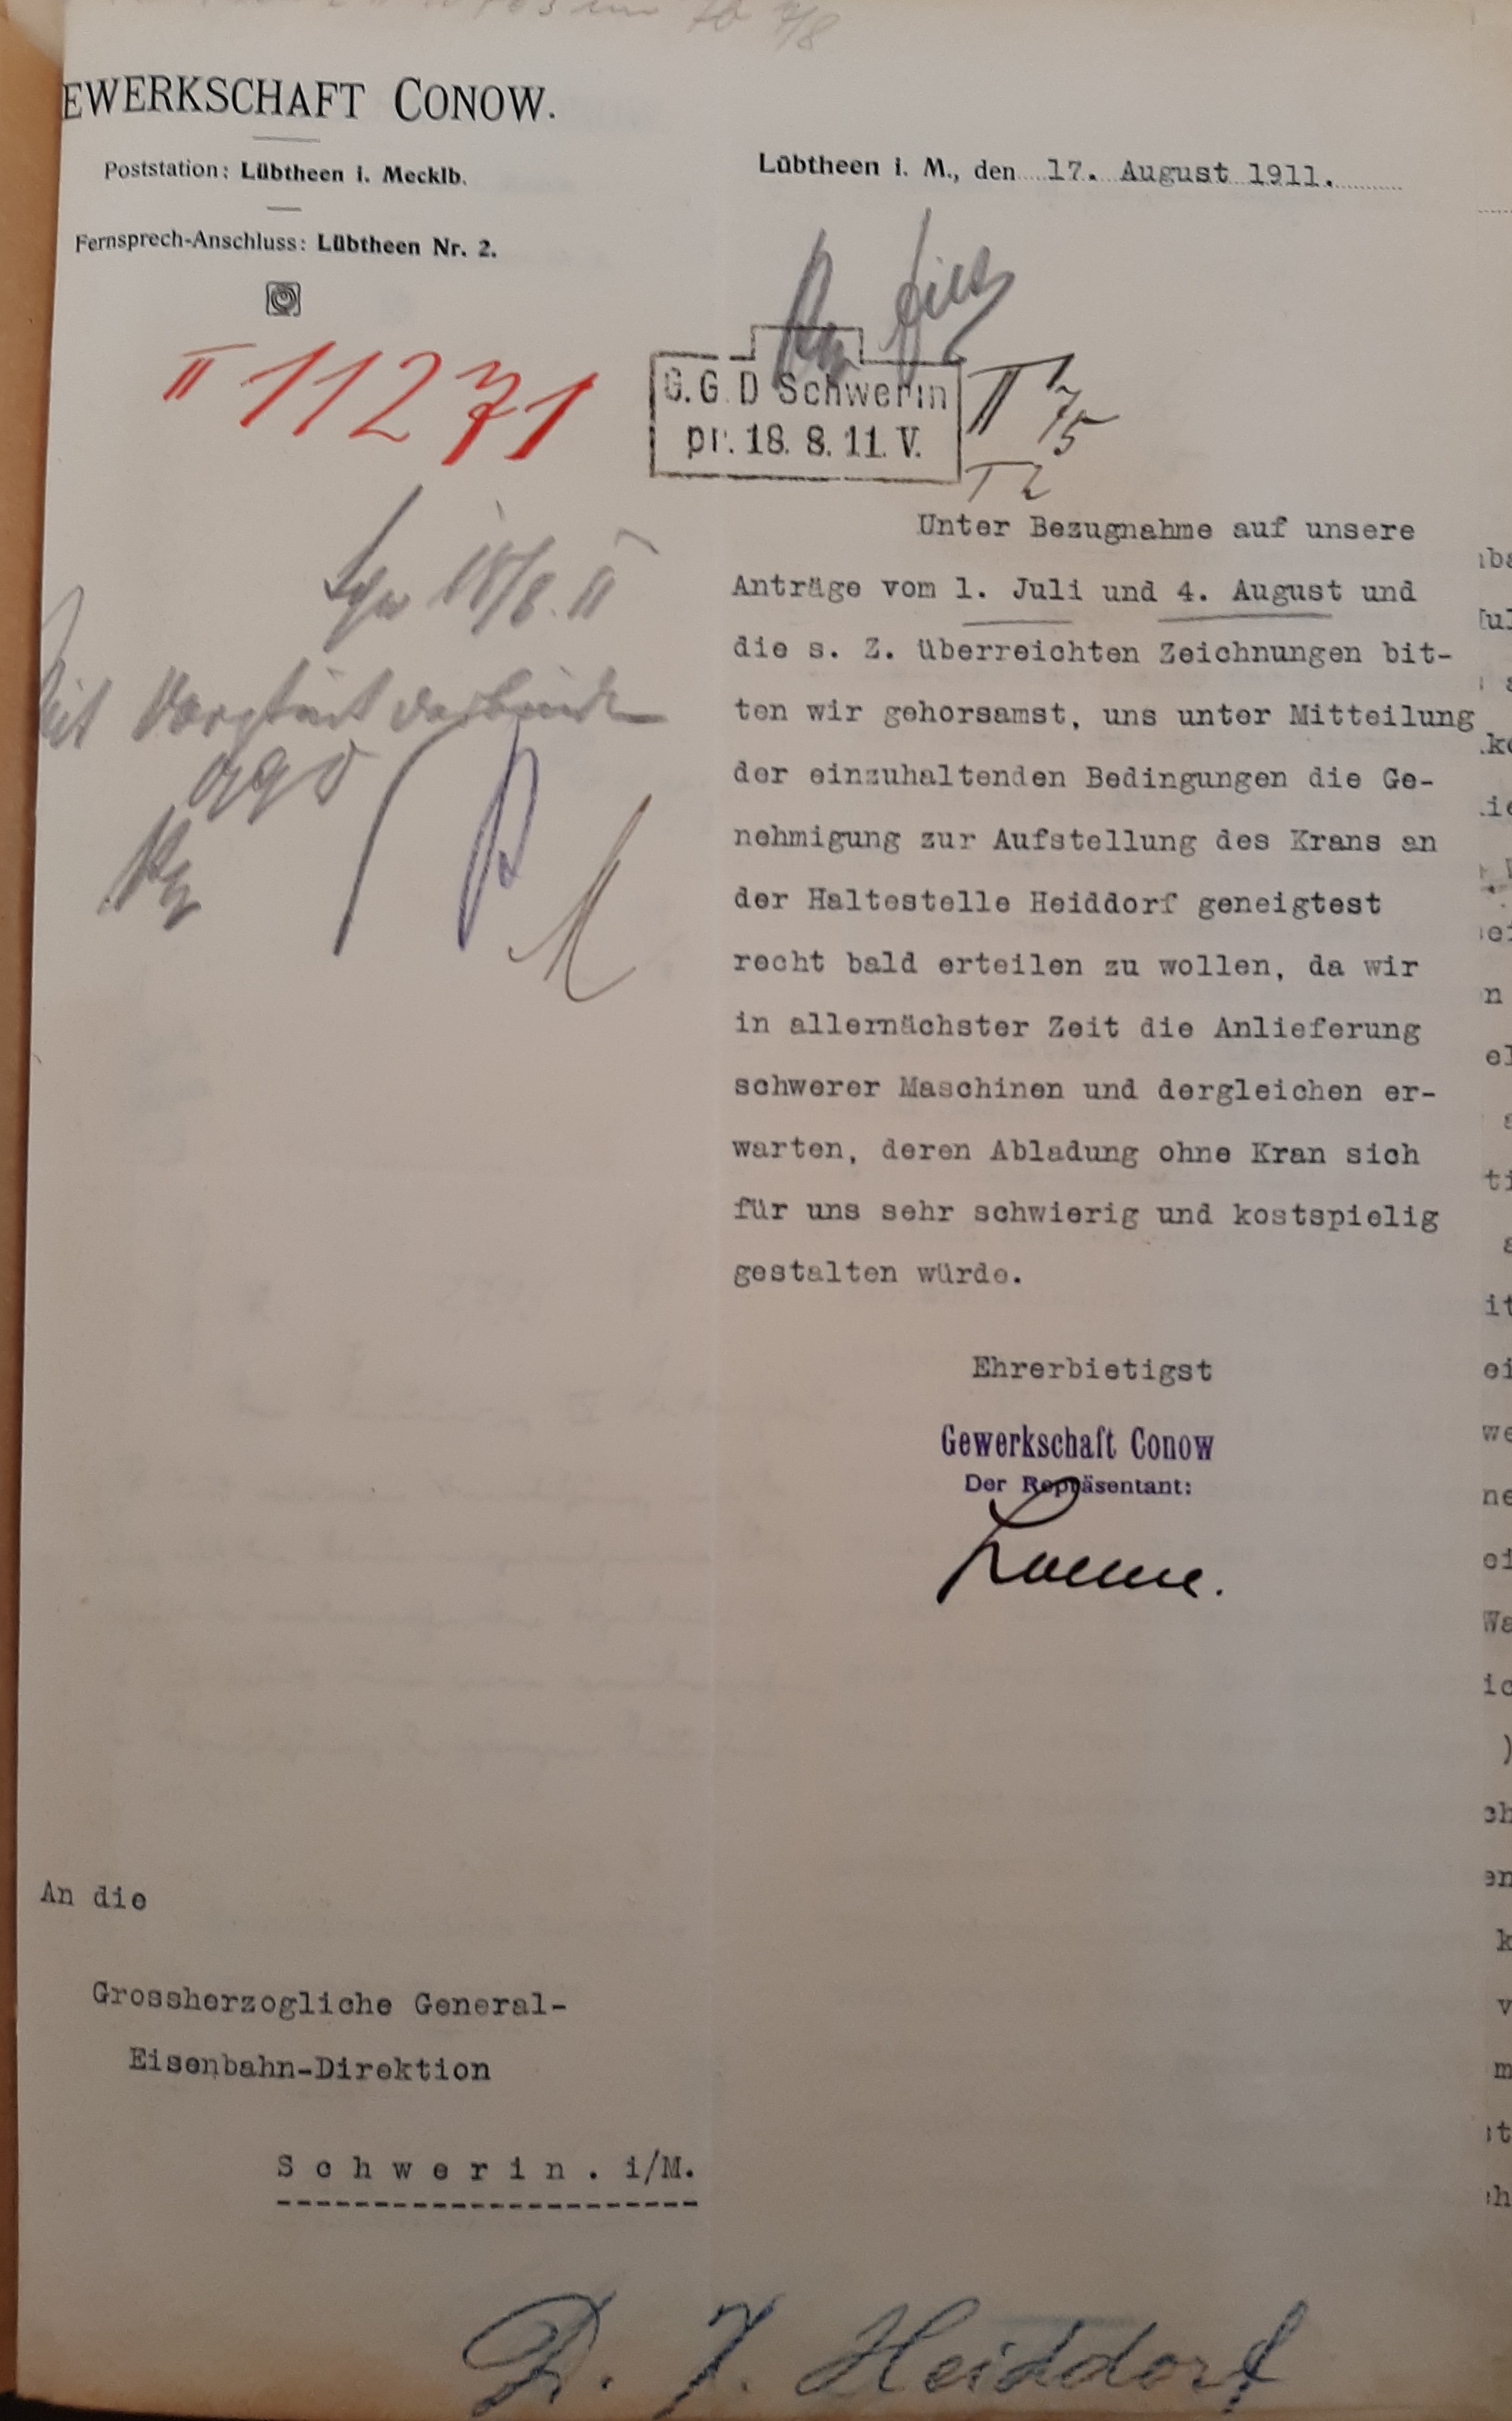 EWERKSCHAFT CONOW.
Poststation: Lübtheen i. Mecklb.
Fernsprech-Anschluss: Lübtheen Nr. 2.
Lübtheen i. M., den 17. August 1911.
II 11271
G.G.D Schwerin
pr. 18. 8. 11. V.
Unter Bezugnahme auf unsere
Anträge vom 1. Juli und 4. August und
die s. Z. überreichten Zeichnungen bit-
ten wir gehorsamst, uns unter Mitteilung
der einzuhaltenden Bedingungen die Ge-
nehmigung zur Aufstellung des Krans an
der Haltestelle Heiddorf geneigtest
recht bald erteilen zu wollen, da wir
in allernächster Zeit die Anlieferung
schwerer Maschinen und dergleichen er-
warten, deren Abladung ohne Kran sich
für uns sehr schwierig und kostspielig
gestalten würde.
Ehrerbietigst
Gewerkschaft Conow
Der Repräsentant:
An die
Grossherzogliche General-
Eisenbahn-Direktion
Schwerin. i/M.
D. J. Heiddorf